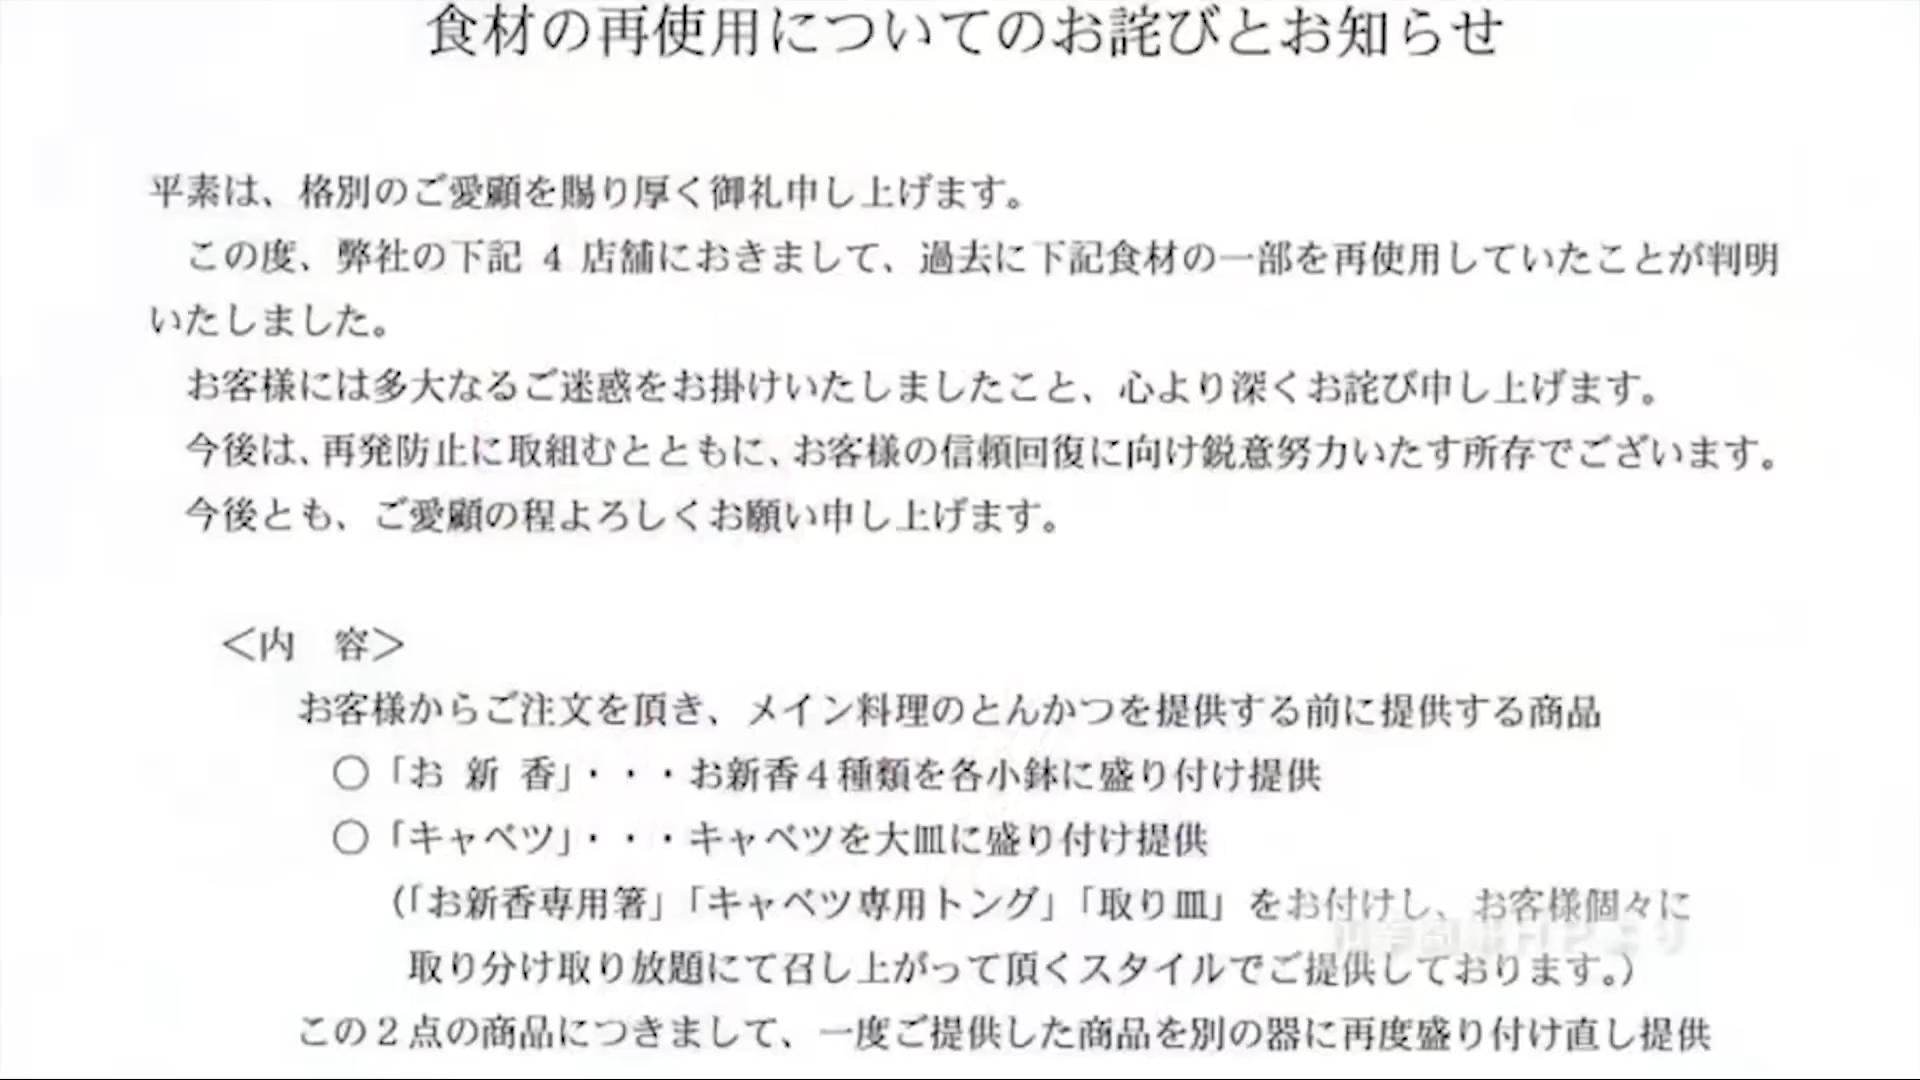 食材の再使用についてのお詫びとお知らせ
平素は、格別のご愛顧を賜り厚く御礼申し上げます。
この度、弊社の下記 4 店舗におきまして、過去に下記食材の一部を再使用していたことが判明
いたしました。
お客様には多大なるご迷惑をお掛けいたしましたこと、心より深くお詫び申し上げます。
今後は、再発防止に取組むとともに、お客様の信頼回復に向け鋭意努力いたす所存でございます。
今後とも、ご愛顧の程よろしくお願い申し上げます。
＜内　容＞
お客様からご注文を頂き、メイン料理のとんかつを提供する前に提供する商品
○「お 新 香」・・・お新香４種類を各小鉢に盛り付け提供
○「キャベツ」・・・キャベツを大皿に盛り付け提供
（「お新香専用箸」「キャベツ専用トング」「取り皿」をお付けし、お客様個々に
取り分け取り放題にて召し上がって頂くスタイルでご提供しております。）
この２点の商品につきまして、一度ご提供した商品を別の器に再度盛り付け直し提供